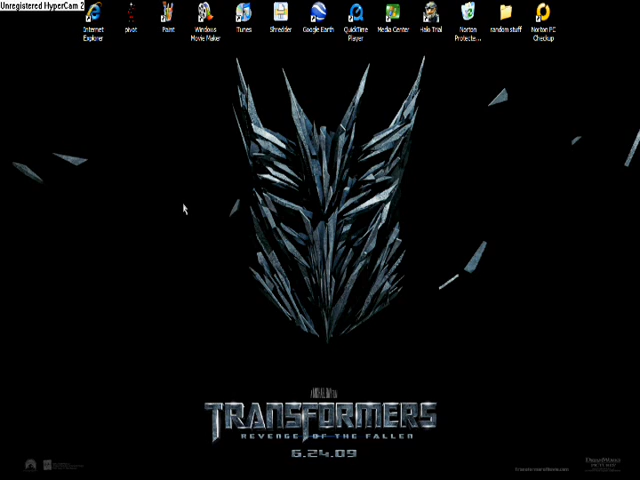 Unregistered HyperCam 2
Internet Explorer
pivot
Paint
Windows Movie Maker
iTunes
Shredder
Google Earth
QuickTime Player
Media Center
Halo Trial
Norton Protecte...
random stuff
Norton PC Checkup
TRANSFORMERS
REVENGE OF THE FALLEN
6.24.09